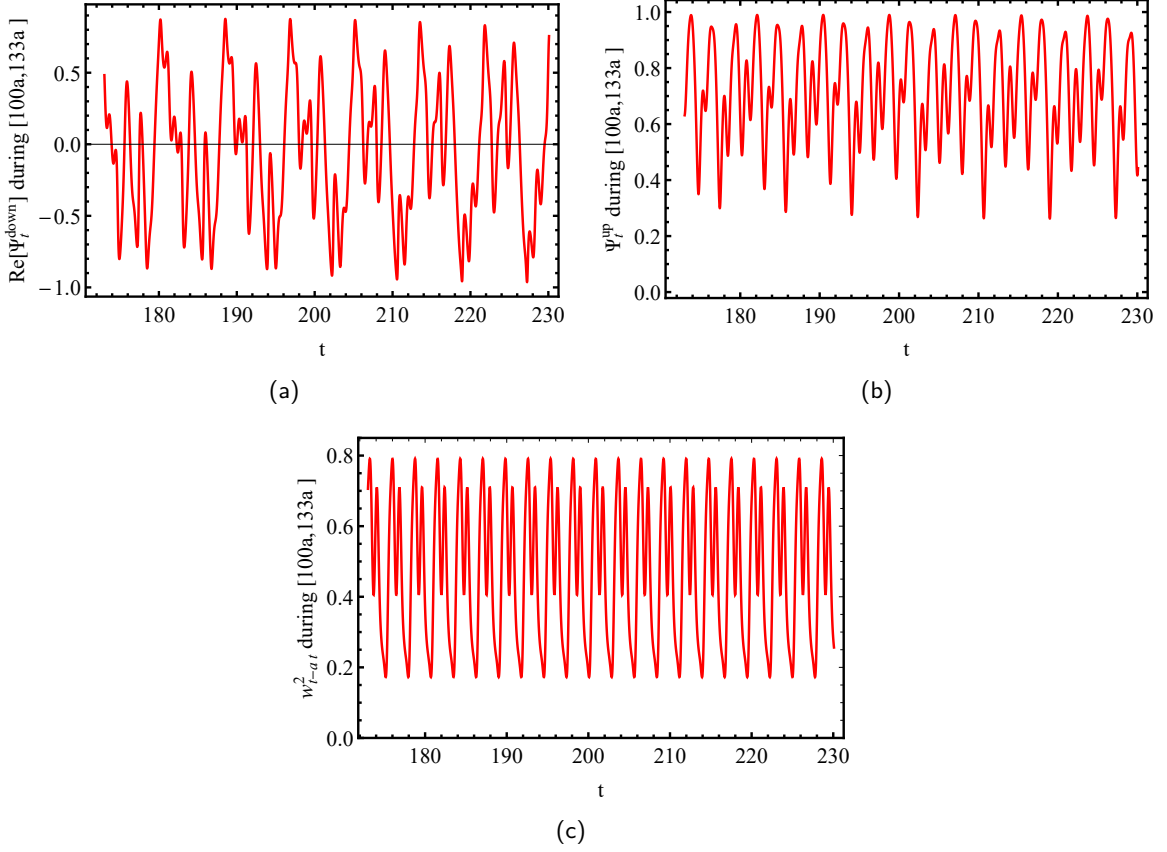 Re[Ψ_t^down] during [100a,133a]
0.5
0.0
−0.5
−1.0
180 190 200 210 220 230
t
(a)
Ψ_t^up during [100a,133a ]
1.0
0.8
0.6
0.4
0.2
0.0
180 190 200 210 220 230
t
(b)
w²_{t−a t} during [100a,133a ]
0.8
0.6
0.4
0.2
0.0
180 190 200 210 220 230
t
(c)